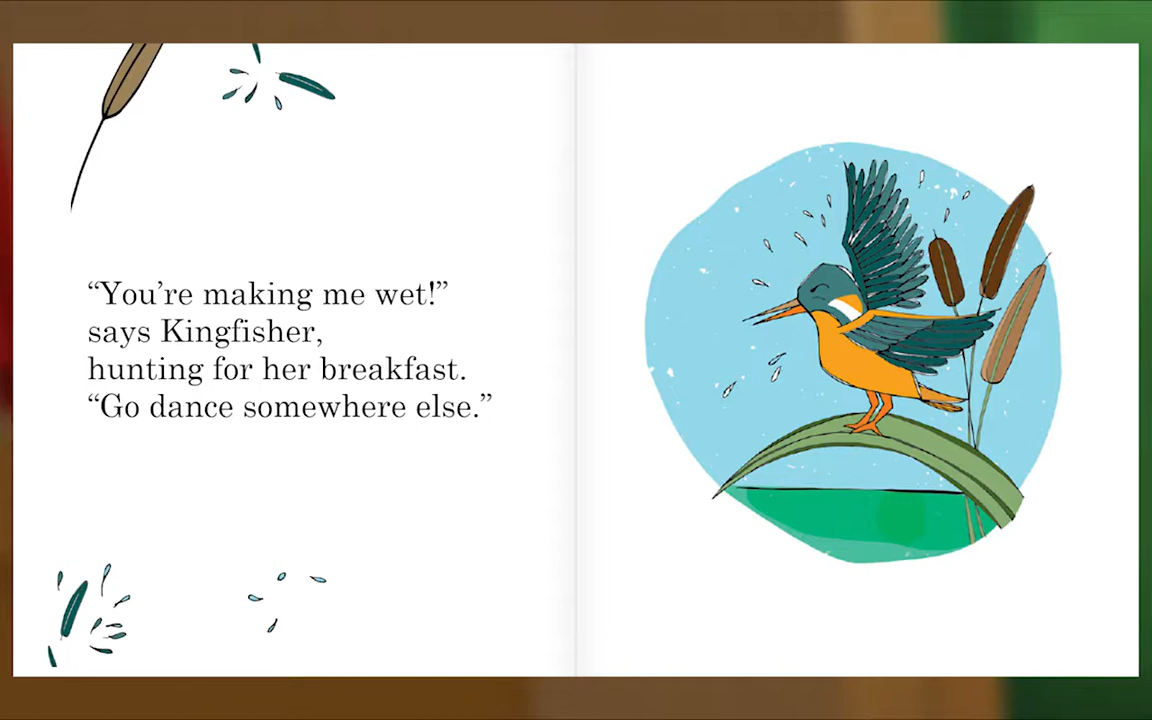 “You’re making me wet!”
says Kingfisher,
hunting for her breakfast.
“Go dance somewhere else.”